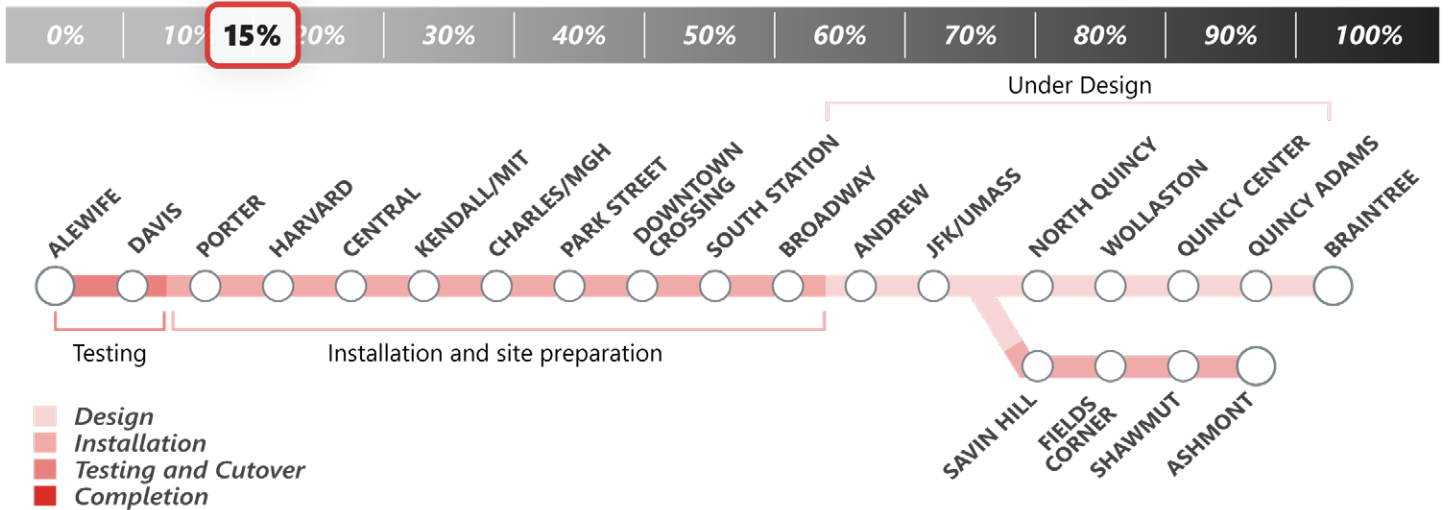 0% 10% 15% 20% 30% 40% 50% 60% 70% 80% 90% 100%
Under Design
ALEWIFE
DAVIS
PORTER
HARVARD
CENTRAL
KENDALL/MIT
CHARLES/MGH
PARK STREET
DOWNTOWN
CROSSING
SOUTH STATION
BROADWAY
ANDREW
JFK/UMASS
NORTH QUINCY
WOLLASTON
QUINCY CENTER
QUINCY ADAMS
BRAINTREE
Testing
Installation and site preparation
SAVIN HILL
FIELDS
CORNER
SHAWMUT
ASHMONT
Design
Installation
Testing and Cutover
Completion